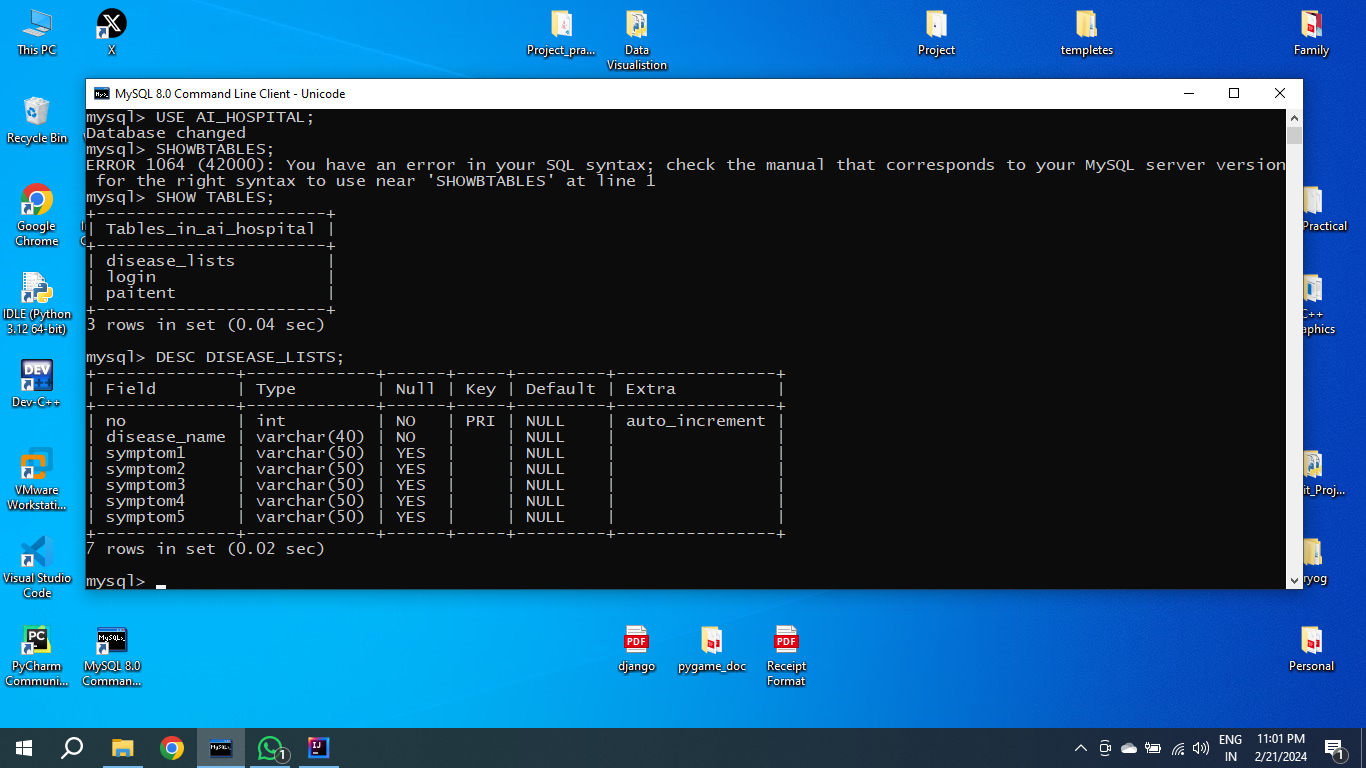 This PC
X
Project_pra...
Data
Visualistion
Project
templetes
Family
MySQL 8.0 Command Line Client - Unicode
mysql> USE AI_HOSPITAL;
Database changed
mysql> SHOWBTABLES;
ERROR 1064 (42000): You have an error in your SQL syntax; check the manual that corresponds to your MySQL server version
for the right syntax to use near 'SHOWBTABLES' at line 1
mysql> SHOW TABLES;
+-----------------------+
| Tables_in_ai_hospital |
+-----------------------+
| disease_lists         |
| login                 |
| paitent               |
+-----------------------+
3 rows in set (0.04 sec)
mysql> DESC DISEASE_LISTS;
+--------------+-------------+------+-----+---------+----------------+
| Field        | Type        | Null | Key | Default | Extra          |
+--------------+-------------+------+-----+---------+----------------+
| no           | int         | NO   | PRI | NULL    | auto_increment |
| disease_name | varchar(40) | NO   |     | NULL    |                |
| symptom1     | varchar(50) | YES  |     | NULL    |                |
| symptom2     | varchar(50) | YES  |     | NULL    |                |
| symptom3     | varchar(50) | YES  |     | NULL    |                |
| symptom4     | varchar(50) | YES  |     | NULL    |                |
| symptom5     | varchar(50) | YES  |     | NULL    |                |
+--------------+-------------+------+-----+---------+----------------+
7 rows in set (0.02 sec)
mysql>
Recycle Bin
Google
Chrome
IDLE (Python
3.12 64-bit)
DEV
Dev-C++
VMware
Workstati...
Visual Studio
Code
PC
PyCharm
Communi...
MySQL 8.0
Comman...
Practical
C++
aphics
it_Proj...
ryog
PDF
django
pygame_doc
PDF
Receipt
Format
Personal
1
IJ
ENG
IN
11:01 PM
2/21/2024
1